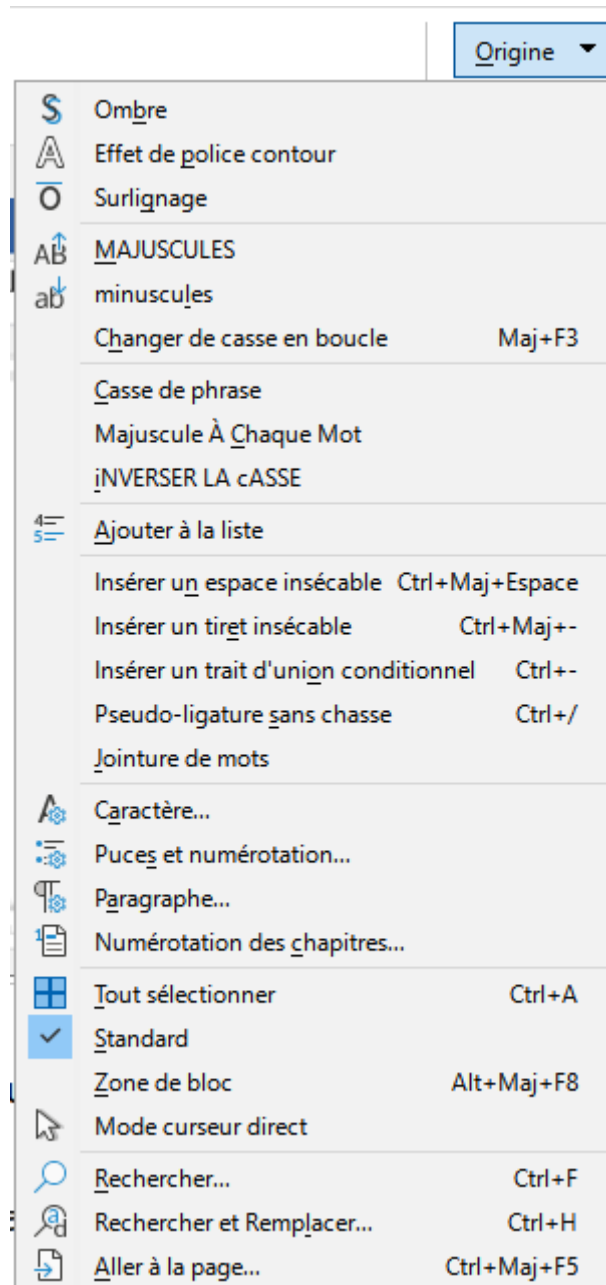 Origine
Ombre
Effet de police contour
Surlignage
MAJUSCULES
minuscules
Changer de casse en boucle Maj+F3
Casse de phrase
Majuscule À Chaque Mot
iNVERSER LA cASSE
Ajouter à la liste
Insérer un espace insécable Ctrl+Maj+Espace
Insérer un tiret insécable Ctrl+Maj+-
Insérer un trait d'union conditionnel Ctrl+-
Pseudo-ligature sans chasse Ctrl+/
Jointure de mots
Caractère...
Puces et numérotation...
Paragraphe...
Numérotation des chapitres...
Tout sélectionner Ctrl+A
Standard
Zone de bloc Alt+Maj+F8
Mode curseur direct
Rechercher... Ctrl+F
Rechercher et Remplacer... Ctrl+H
Aller à la page... Ctrl+Maj+F5